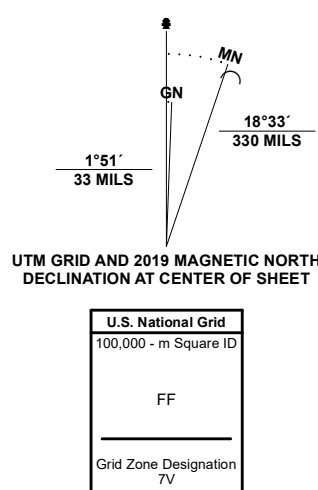 MN
GN
18°33´
330 MILS
1°51´
33 MILS
UTM GRID AND 2019 MAGNETIC NORTH
DECLINATION AT CENTER OF SHEET
U.S. National Grid
100,000 - m Square ID
FF
Grid Zone Designation
7V